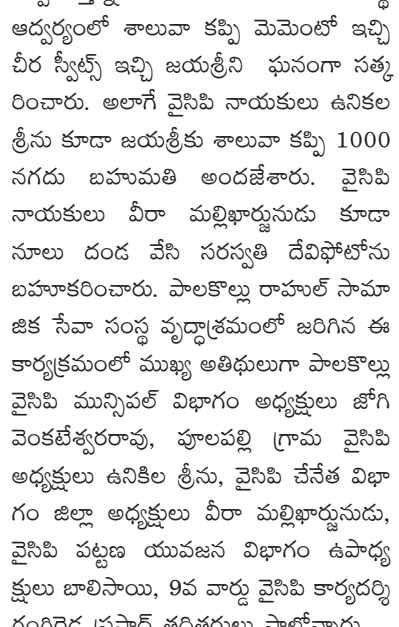 ఆధ్వర్యంలో శాలువా కప్పి మెమెంటో ఇచ్చి
చీర స్వీట్స్ ఇచ్చి జయశ్రీని ఘనంగా సత్క
రించారు. అలాగే వైసిపి నాయకులు ఉనికల
శ్రీను కూడా జయశ్రీకు శాలువా కప్పి 1000
నగదు బహుమతి అందజేశారు. వైసిపి
నాయకులు వీరా మల్లిఖార్జునుడు కూడా
నూలు దండ వేసి సరస్వతి దేవిఫోటోను
బహూకరించారు. పాలకొల్లు రాహుల్ సామా
జిక సేవా సంస్థ వృద్ధాశ్రమంలో జరిగిన ఈ
కార్యక్రమంలో ముఖ్య అతిథులుగా పాలకొల్లు
వైసిపి మున్సిపల్ విభాగం అధ్యక్షులు జోగి
వెంకటేశ్వరరావు, పూలపల్లి గ్రామ వైసిపి
అధ్యక్షులు ఉనికిల శ్రీను, వైసిపి చేనేత విభా
గం జిల్లా అధ్యక్షులు వీరా మల్లిఖార్జునుడు,
వైసిపి పట్టణ యువజన విభాగం ఉపాధ్య
క్షులు బాలిసాయి, 9వ వార్డు వైసిపి కార్యదర్శి